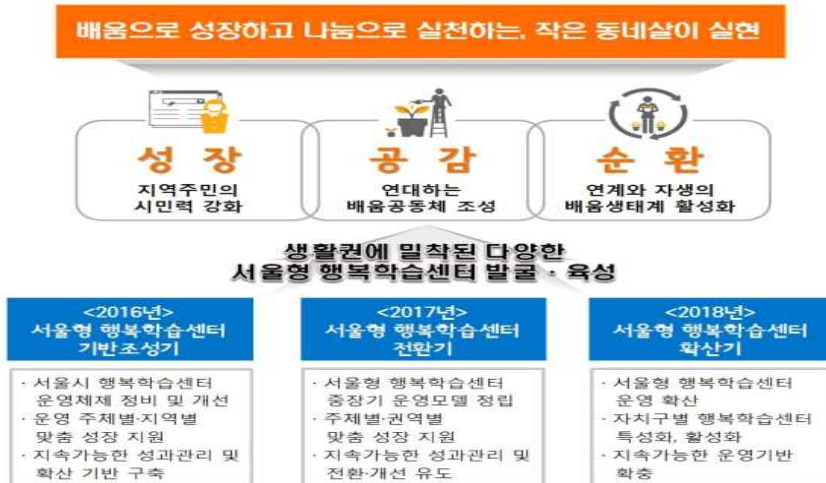 배움으로 성장하고 나눔으로 실천하는, 작은 동네살이 실현
성 장
지역주민의
시민력 강화
공 감
연대하는
배움공동체 조성
순 환
연계와 자생의
배움생태계 활성화
생활권에 밀착된 다양한
서울형 행복학습센터 발굴 · 육성
<2016년>
서울형 행복학습센터
기반조성기
· 서울시 행복학습센터
운영체제 정비 및 개선
· 운영 주체별·지역별
맞춤 성장 지원
· 지속가능한 성과관리 및
확산 기반 구축
<2017년>
서울형 행복학습센터
전환기
· 서울형 행복학습센터
중장기 운영모델 정립
· 주체별·권역별
맞춤 성장 지원
· 지속가능한 성과관리 및
전환·개선 유도
<2018년>
서울형 행복학습센터
확산기
· 서울형 행복학습센터
운영 확산
· 자치구별 행복학습센터
특성화, 활성화
· 지속가능한 운영기반
확충